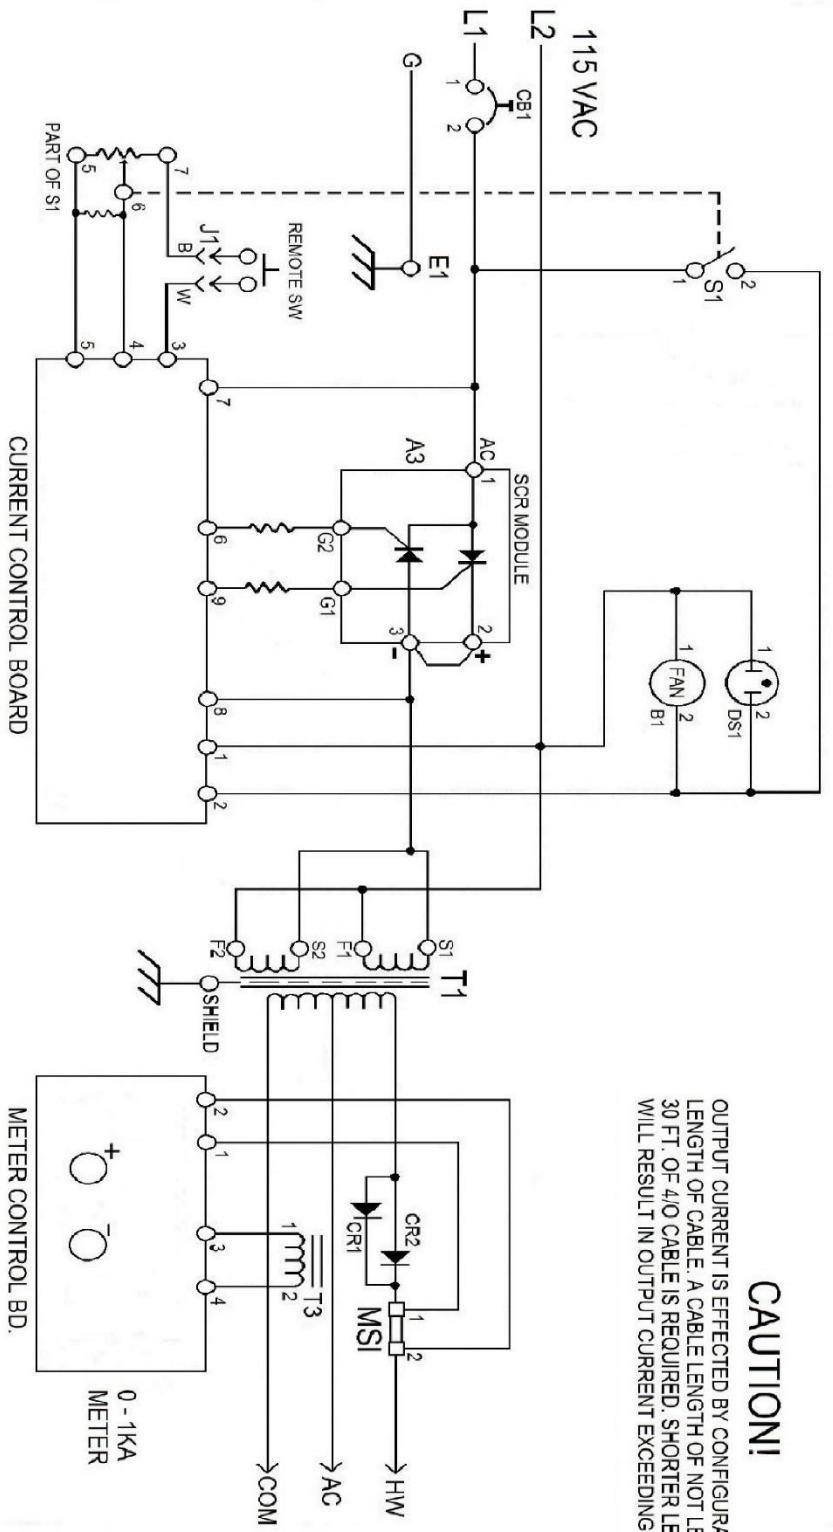 115 VAC
L2
L1
G
CB1
1
2
E1
S1
1
2
PART OF S1
5
6
7
J1
B
W
REMOTE SW
5
4
3
7
6
9
8
1
2
CURRENT CONTROL BOARD
A3
AC
1
SCR MODULE
G2
G1
3
2
-
+
1
FAN
2
B1
1
2
DS1
F2
S2
F1
S1
T1
SHIELD
2
1
3
4
+
-
METER CONTROL BD.
0 - 1KA
METER
1
2
T3
CR1
CR2
MSI
1
2
HW
AC
COM
CAUTION!
OUTPUT CURRENT IS EFFECTED BY
LENGTH OF CABLE. A CABLE LENGTH OF NOT
30 FT. OF 4/0 CABLE IS REQUIRED. SHORTER
WILL RESULT IN OUTPUT CURRENT EXCEEDING